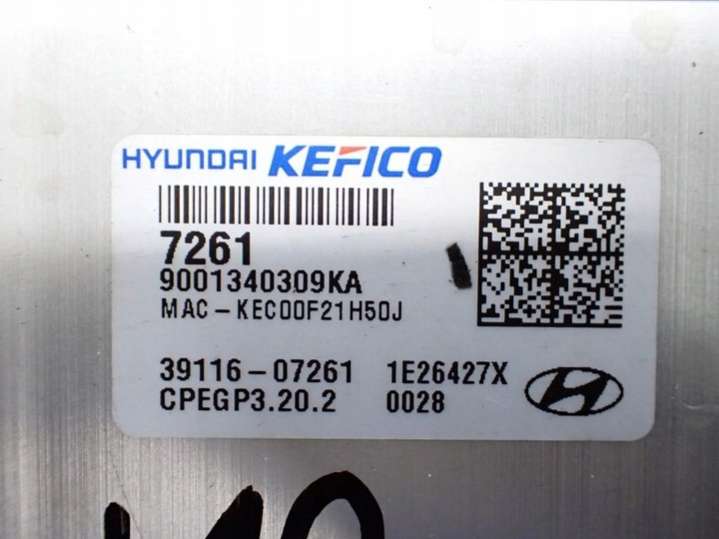 HYUNDAI KEFICO
7261
9001340309KA
MAC-KEC00F21H50J
39116-07261 1E26427X
CPEGP3.20.2 0028